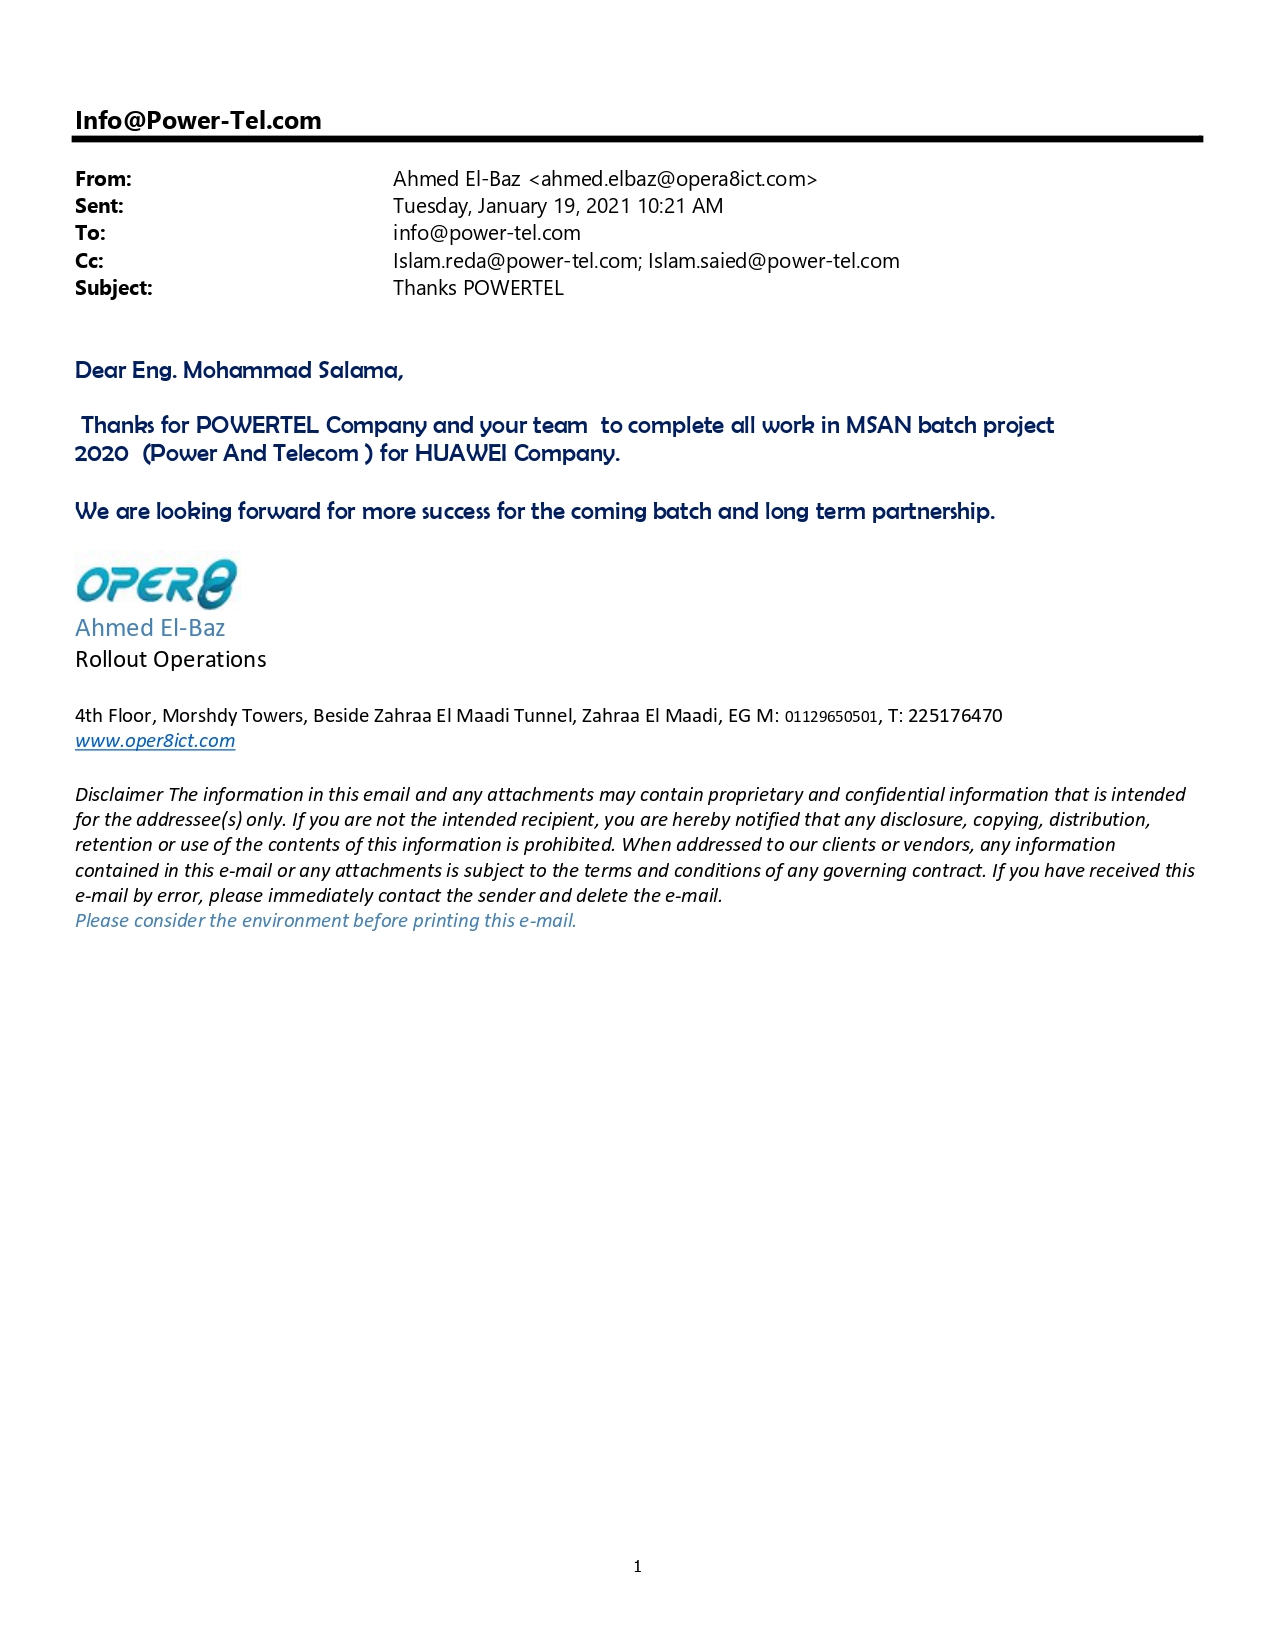 Info@Power-Tel.com
From: Ahmed El-Baz <ahmed.elbaz@opera8ict.com>
Sent: Tuesday, January 19, 2021 10:21 AM
To: info@power-tel.com
Cc: Islam.reda@power-tel.com; Islam.saied@power-tel.com
Subject: Thanks POWERTEL
Dear Eng. Mohammad Salama,
Thanks for POWERTEL Company and your team  to complete all work in MSAN batch project
2020  (Power And Telecom ) for HUAWEI Company.
We are looking forward for more success for the coming batch and long term partnership.
OPER8
Ahmed El-Baz
Rollout Operations
4th Floor, Morshdy Towers, Beside Zahraa El Maadi Tunnel, Zahraa El Maadi, EG M: 01129650501, T: 225176470
www.oper8ict.com
Disclaimer The information in this email and any attachments may contain proprietary and confidential information that is intended
for the addressee(s) only. If you are not the intended recipient, you are hereby notified that any disclosure, copying, distribution,
retention or use of the contents of this information is prohibited. When addressed to our clients or vendors, any information
contained in this e-mail or any attachments is subject to the terms and conditions of any governing contract. If you have received this
e-mail by error, please immediately contact the sender and delete the e-mail.
Please consider the environment before printing this e-mail.
1